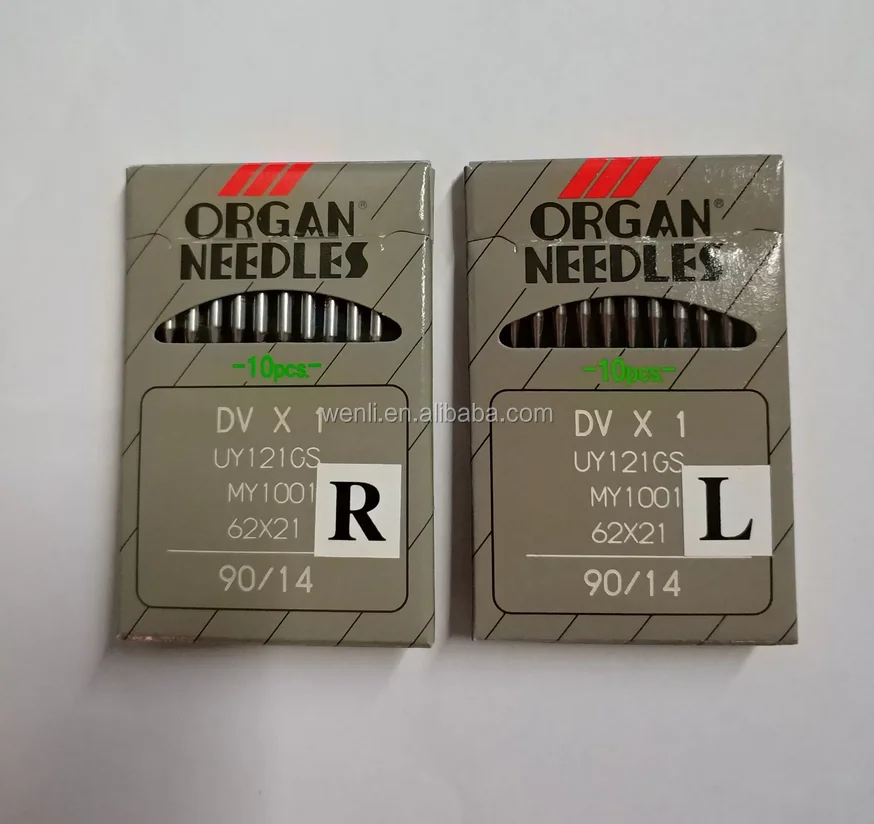 ORGAN®
NEEDLES
-10pcs.-
DV X 1
UY121GS
MY1001
62X21
R
90/14
ORGAN®
NEEDLES
-10pcs.-
DV X 1
UY121GS
MY1001
62X21
L
90/14
wenli.en.alibaba.com